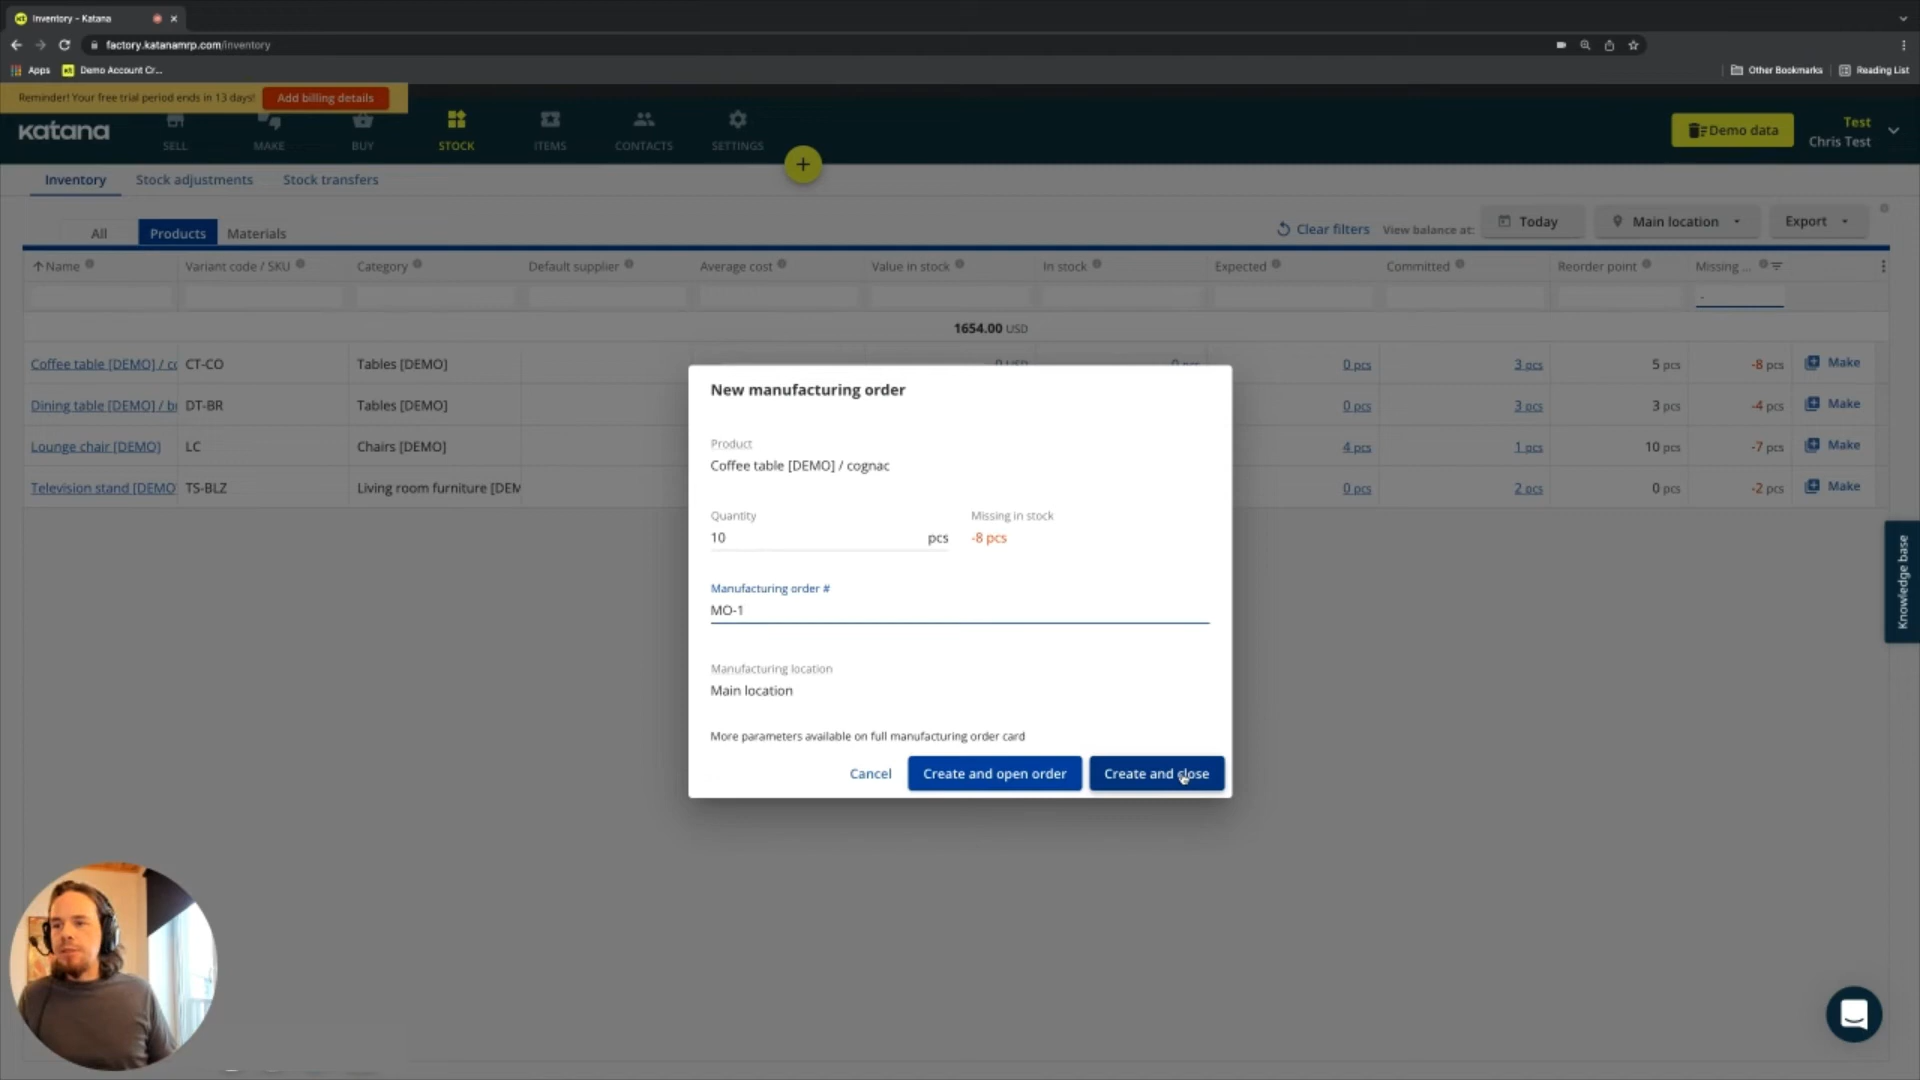 Inventory - Katana
factory.katanamrp.com/inventory
Apps
Demo Account Cr...
Other Bookmarks
Reading List
Reminder! Your free trial period ends in 13 days!
Add billing details
katana
SELL
MAKE
BUY
STOCK
ITEMS
CONTACTS
SETTINGS
+
Demo data
Test
Chris Test
Inventory
Stock adjustments
Stock transfers
All
Products
Materials
Clear filters
View balance at:
Today
Main location
Export
Name
Variant code / SKU
Category
Default supplier
Average cost
Value in stock
In stock
Expected
Committed
Reorder point
Missing ...
-
1654.00 USD
Coffee table [DEMO] / co
CT-CO
Tables [DEMO]
0 USD
0 pcs
0 pcs
3 pcs
5 pcs
-8 pcs
Make
Dining table [DEMO] / br
DT-BR
Tables [DEMO]
0 pcs
3 pcs
3 pcs
-4 pcs
Make
Lounge chair [DEMO]
LC
Chairs [DEMO]
4 pcs
1 pcs
10 pcs
-7 pcs
Make
Television stand [DEMO
TS-BLZ
Living room furniture [DEM
0 pcs
2 pcs
0 pcs
-2 pcs
Make
New manufacturing order
Product
Coffee table [DEMO] / cognac
Quantity
Missing in stock
10 pcs
-8 pcs
Manufacturing order #
MO-1
Manufacturing location
Main location
More parameters available on full manufacturing order card
Cancel
Create and open order
Create and close
Knowledge base